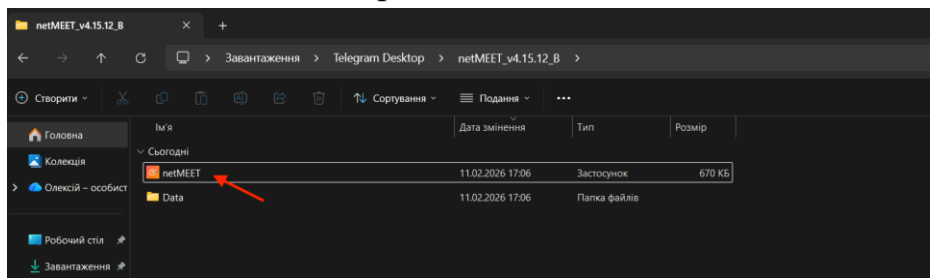 netMEET_v4.15.12_B
Завантаження > Telegram Desktop > netMEET_v4.15.12_B >
Створити Сортування Подання •••
Головна
Колекція
Олексій – особист
Робочий стіл
Завантаження
Ім'я Дата змінення Тип Розмір
Сьогодні
netMEET 11.02.2026 17:06 Застосунок 670 КБ
Data 11.02.2026 17:06 Папка файлів